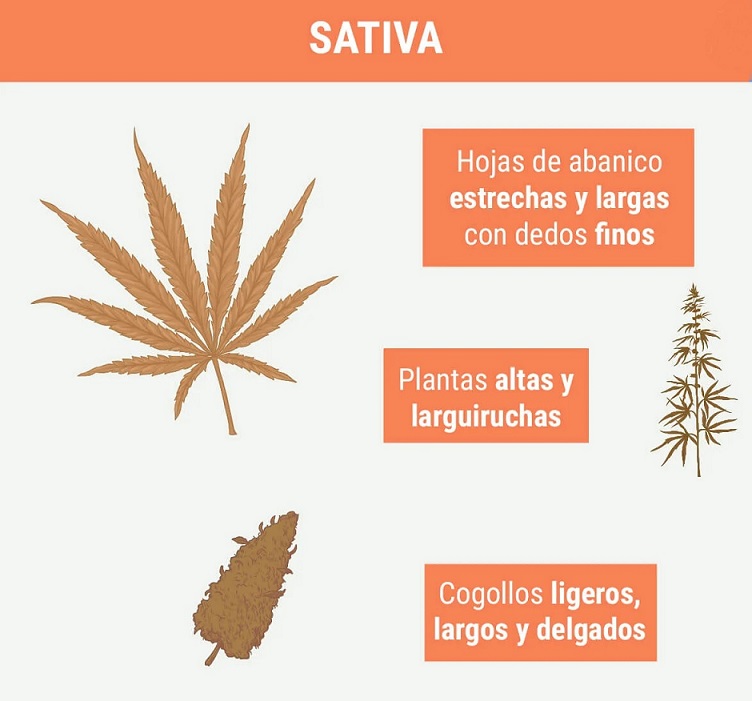 SATIVA
Hojas de abanico
estrechas y largas
con dedos finos
Plantas altas y
larguiruchas
Cogollos ligeros,
largos y delgados